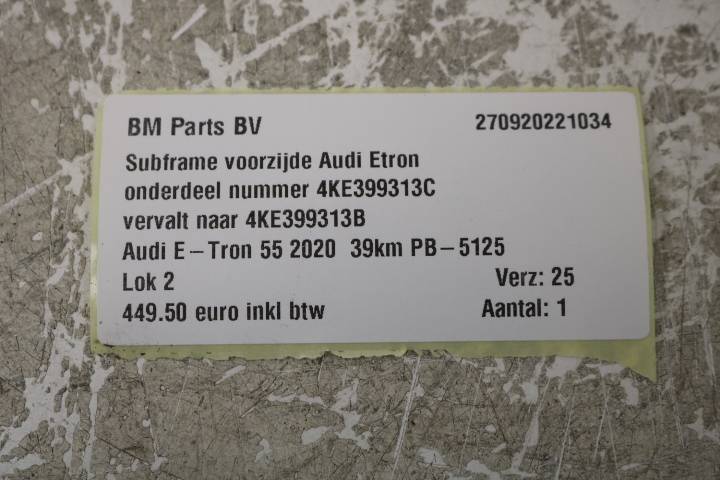 BM Parts BV 270920221034
Subframe voorzijde Audi Etron
onderdeel nummer 4KE399313C
vervalt naar 4KE399313B
Audi E-Tron 55 2020 39km PB-5125
Lok 2 Verz: 25
449.50 euro inkl btw Aantal: 1